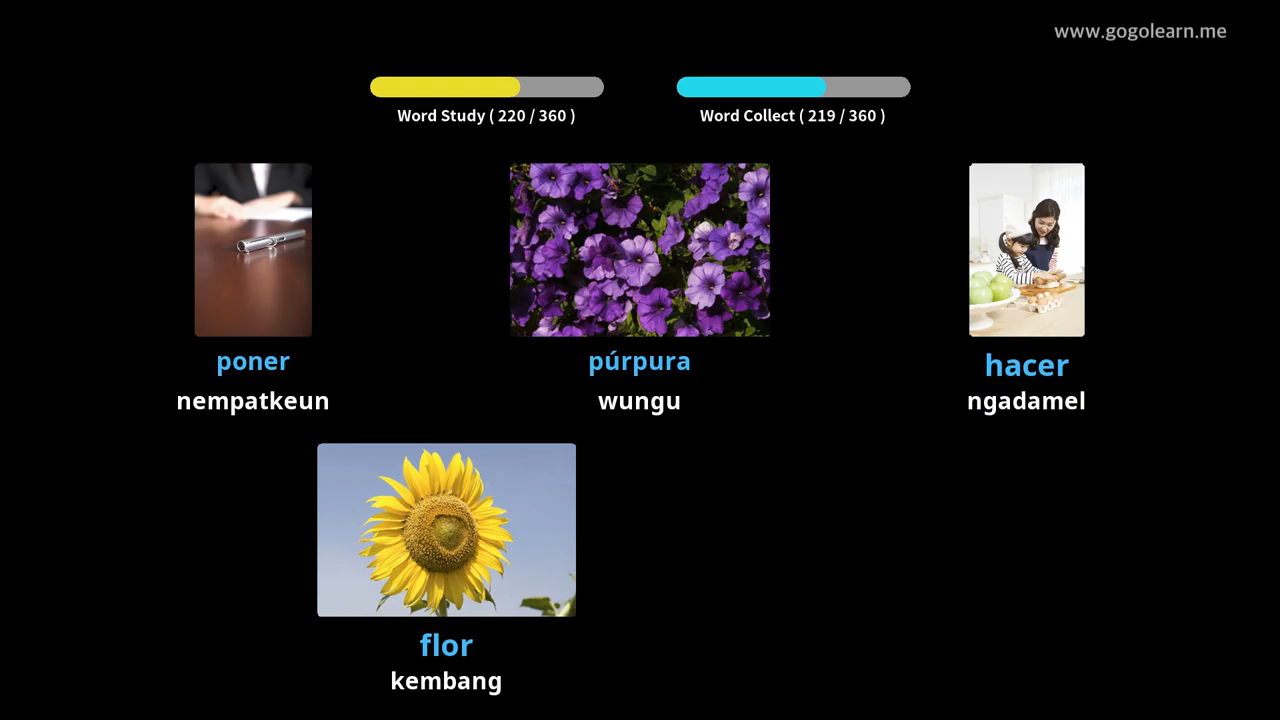 www.gogolearn.me
Word Study ( 220 / 360 )
Word Collect ( 219 / 360 )
poner
nempatkeun
púrpura
wungu
hacer
ngadamel
flor
kembang